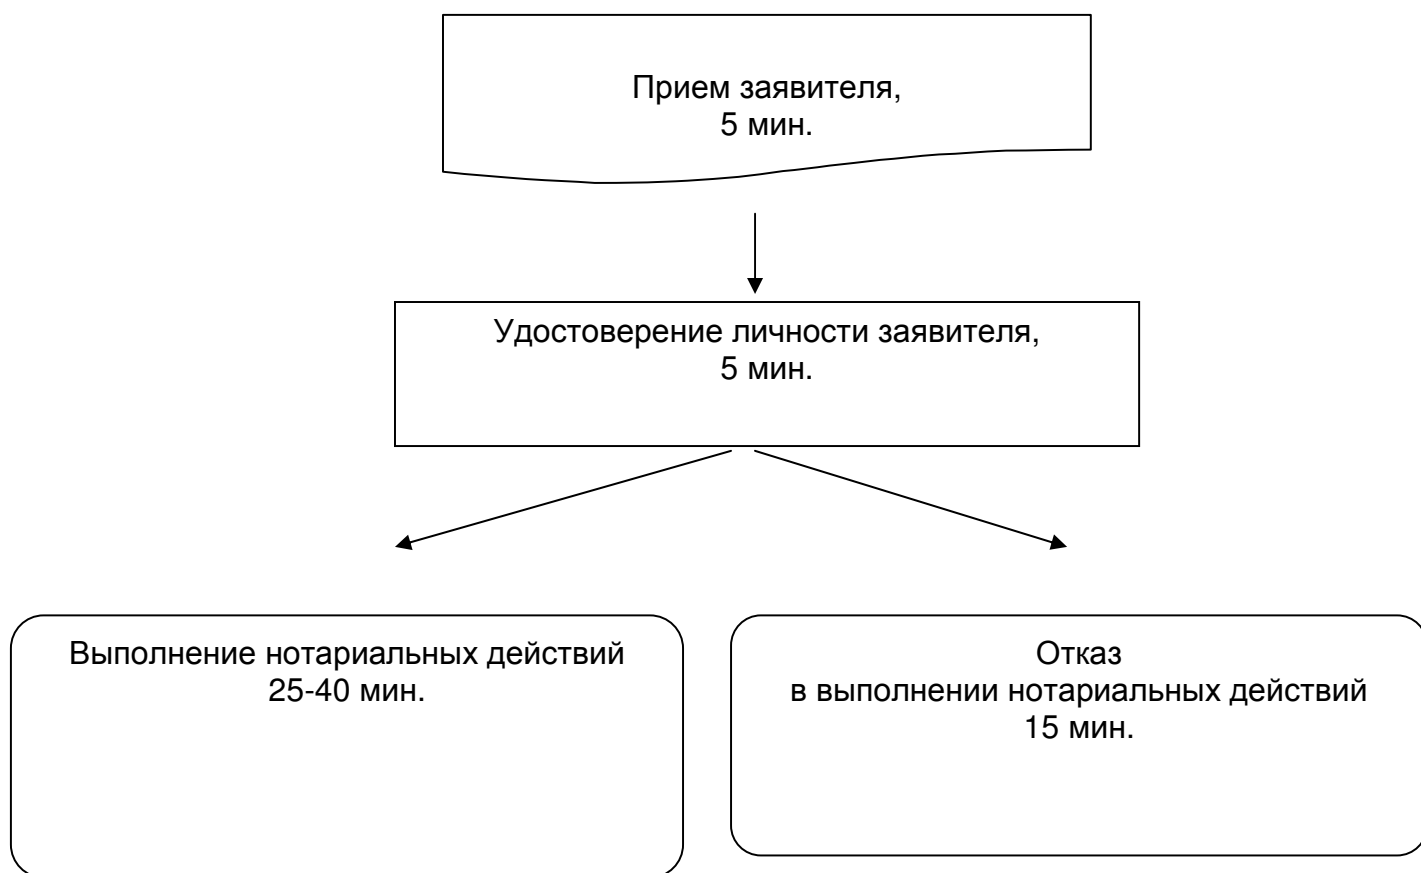 Прием заявителя,
5 мин.
Удостоверение личности заявителя,
5 мин.
Выполнение нотариальных действий
25-40 мин.
Отказ
в выполнении нотариальных действий
15 мин.